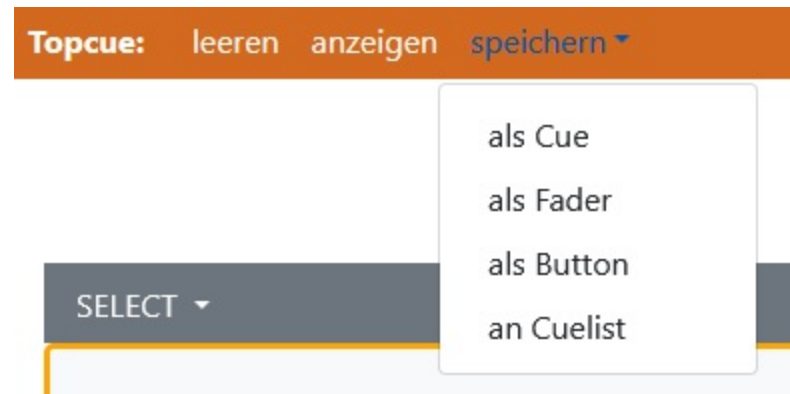 Topcue: leeren anzeigen speichern
als Cue
als Fader
als Button
an Cuelist
SELECT